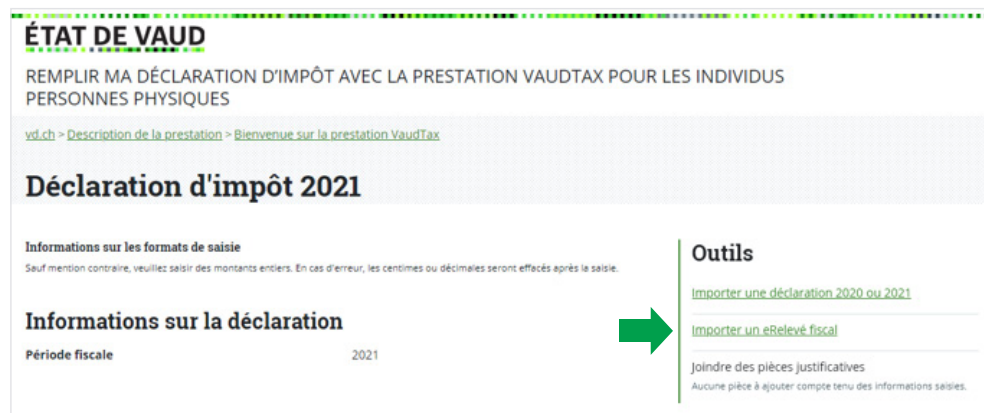 ÉTAT DE VAUD
REMPLIR MA DÉCLARATION D'IMPÔT AVEC LA PRESTATION VAUDTAX POUR LES INDIVIDUS
PERSONNES PHYSIQUES
vd.ch > Description de la prestation > Bienvenue sur la prestation VaudTax
Déclaration d'impôt 2021
Informations sur les formats de saisie
Sauf mention contraire, veuillez saisir des montants entiers. En cas d'erreur, les centimes ou décimales seront effacés après la saisie.
Informations sur la déclaration
Période fiscale 2021
Outils
Importer une déclaration 2020 ou 2021
Importer un eRelevé fiscal
Joindre des pièces justificatives
Aucune pièce à ajouter compte tenu des informations saisies.